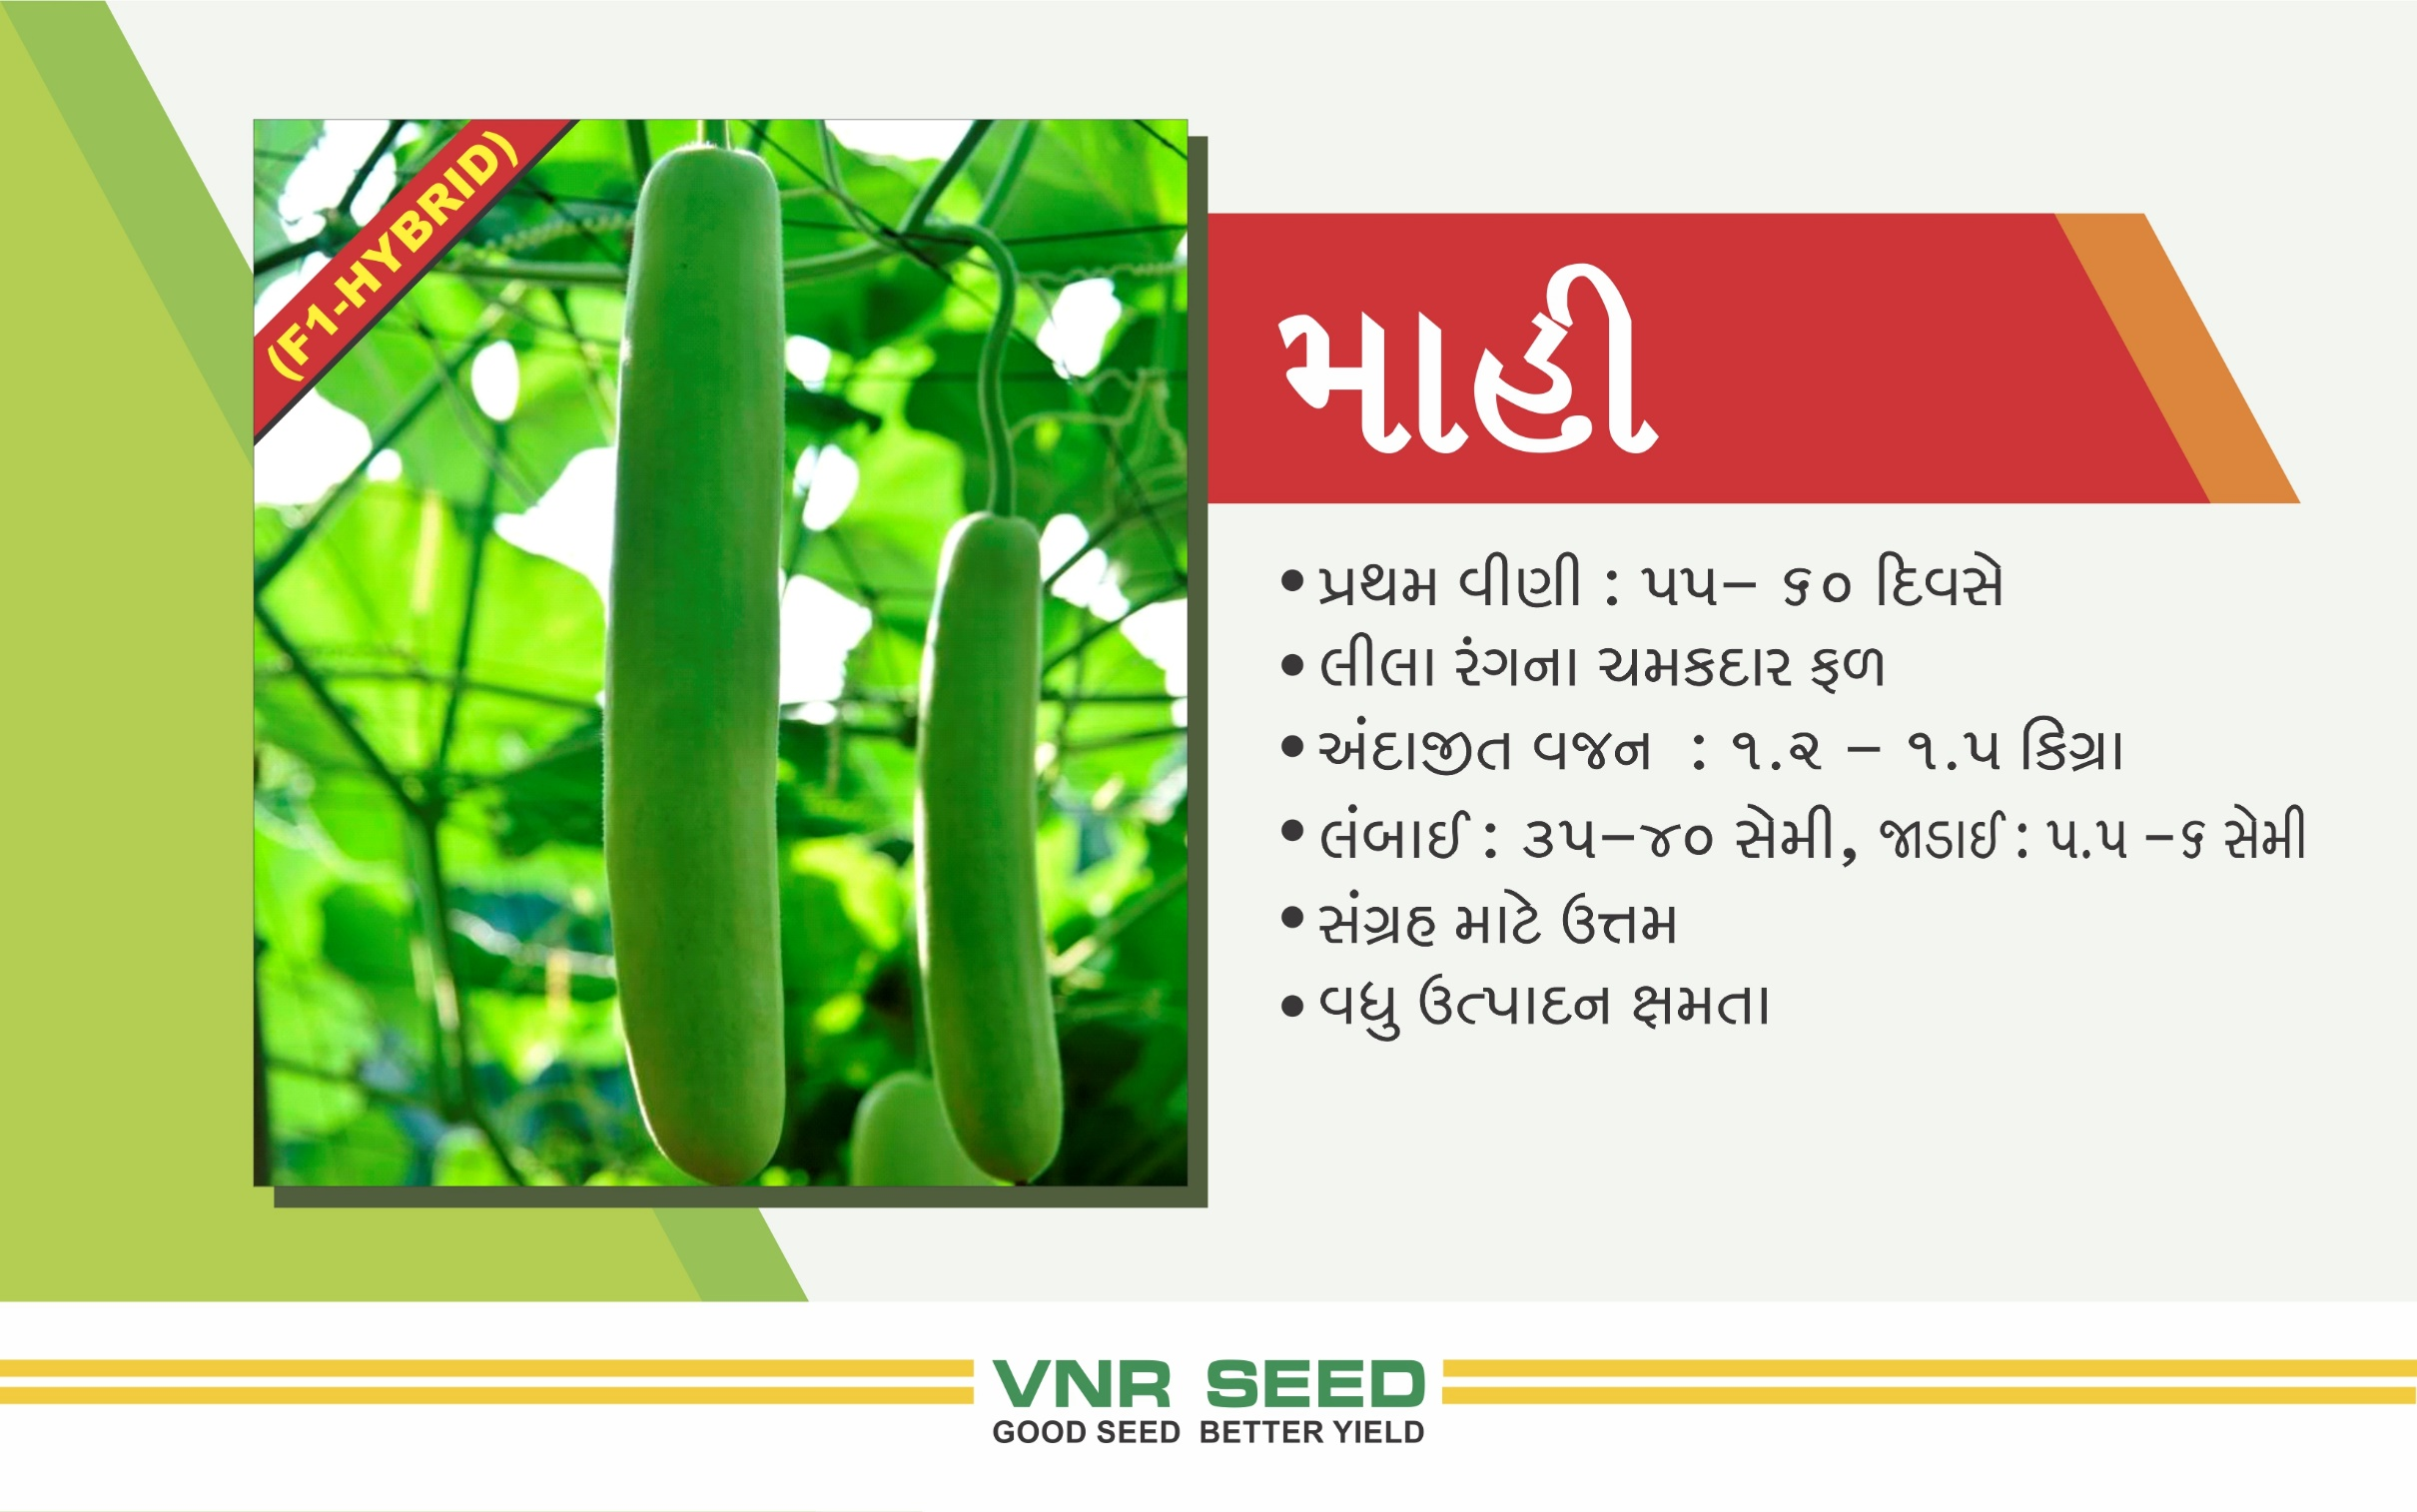 (F1-HYBRID)
માહી
• પ્રથમ વીણી : ૫૫– ૬૦ દિવસે
• લીલા રંગના ચમકદાર ફળ
• અંદાજીત વજન : ૧.૨ – ૧.૫ કિગ્રા
• લંબાઈ : ૩૫–૪૦ સેમી, જાડાઈ : ૫.૫ –૬ સેમી
• સંગ્રહ માટે ઉત્તમ
• વધુ ઉત્પાદન ક્ષમતા
VNR SEED
GOOD SEED BETTER YIELD